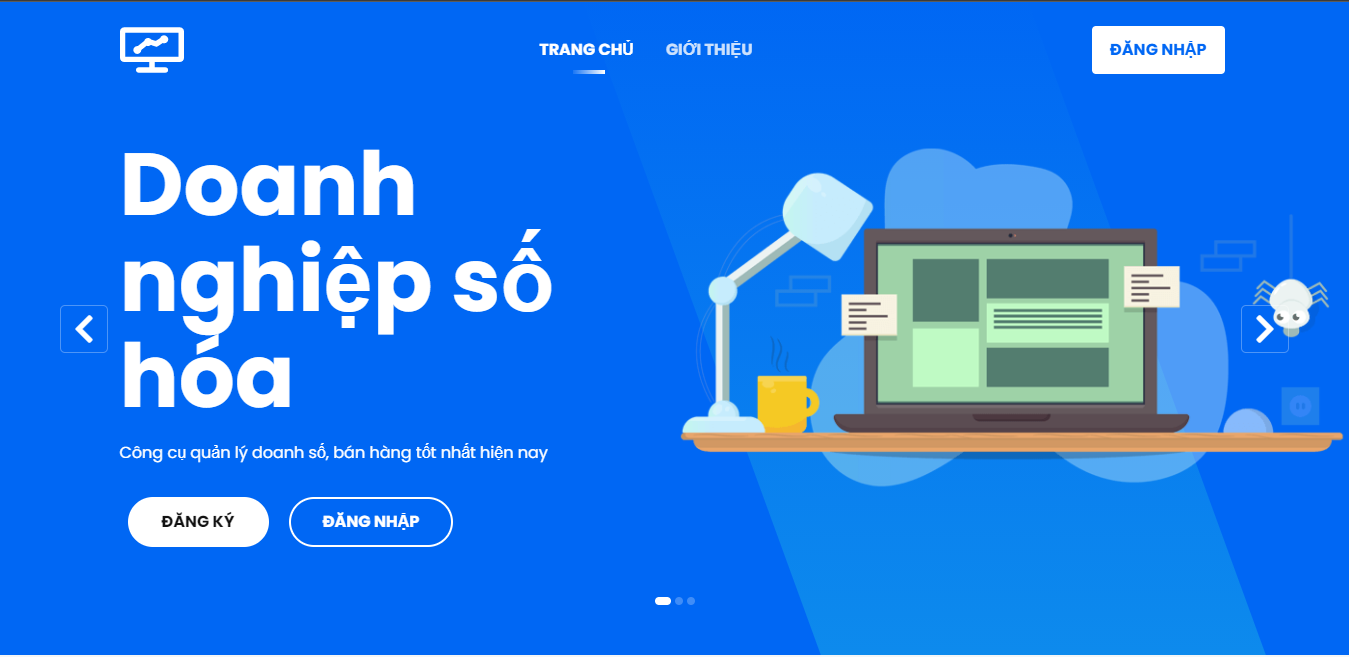 TRANG CHỦ GIỚI THIỆU ĐĂNG NHẬP
Doanh
nghiệp số
hóa
Công cụ quản lý doanh số, bán hàng tốt nhất hiện nay
ĐĂNG KÝ ĐĂNG NHẬP